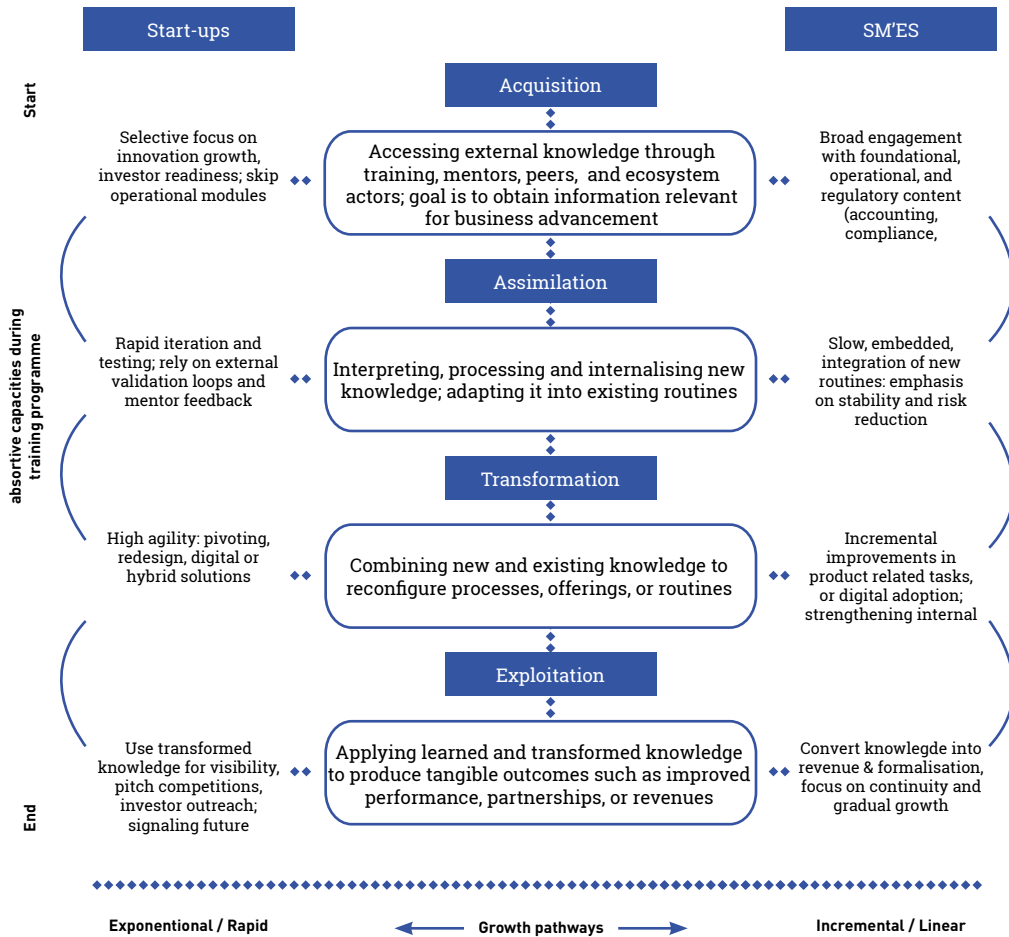 Start-ups
SM'ES
Start
Acquisition
Selective focus on
innovation growth,
investor readiness; skip
operational modules
Accessing external knowledge through
training, mentors, peers, and ecosystem
actors; goal is to obtain information relevant
for business advancement
Broad engagement
with foundational,
operational, and
regulatory content
(accounting,
compliance,
absortive capacities during
training programme
Assimilation
Rapid iteration and
testing; rely on external
validation loops and
mentor feedback
Interpreting, processing and internalising new
knowledge; adapting it into existing routines
Slow, embedded,
integration of new
routines: emphasis
on stability and risk
reduction
Transformation
High agility: pivoting,
redesign, digital or
hybrid solutions
Combining new and existing knowledge to
reconfigure processes, offerings, or routines
Incremental
improvements in
product related tasks,
or digital adoption;
strengthening internal
Exploitation
Use transformed
knowledge for visibility,
pitch competitions,
investor outreach;
signaling future
Applying learned and transformed knowledge
to produce tangible outcomes such as improved
performance, partnerships, or revenues
Convert knowlegde into
revenue & formalisation,
focus on continuity and
gradual growth
End
Exponentional / Rapid
Growth pathways
Incremental / Linear